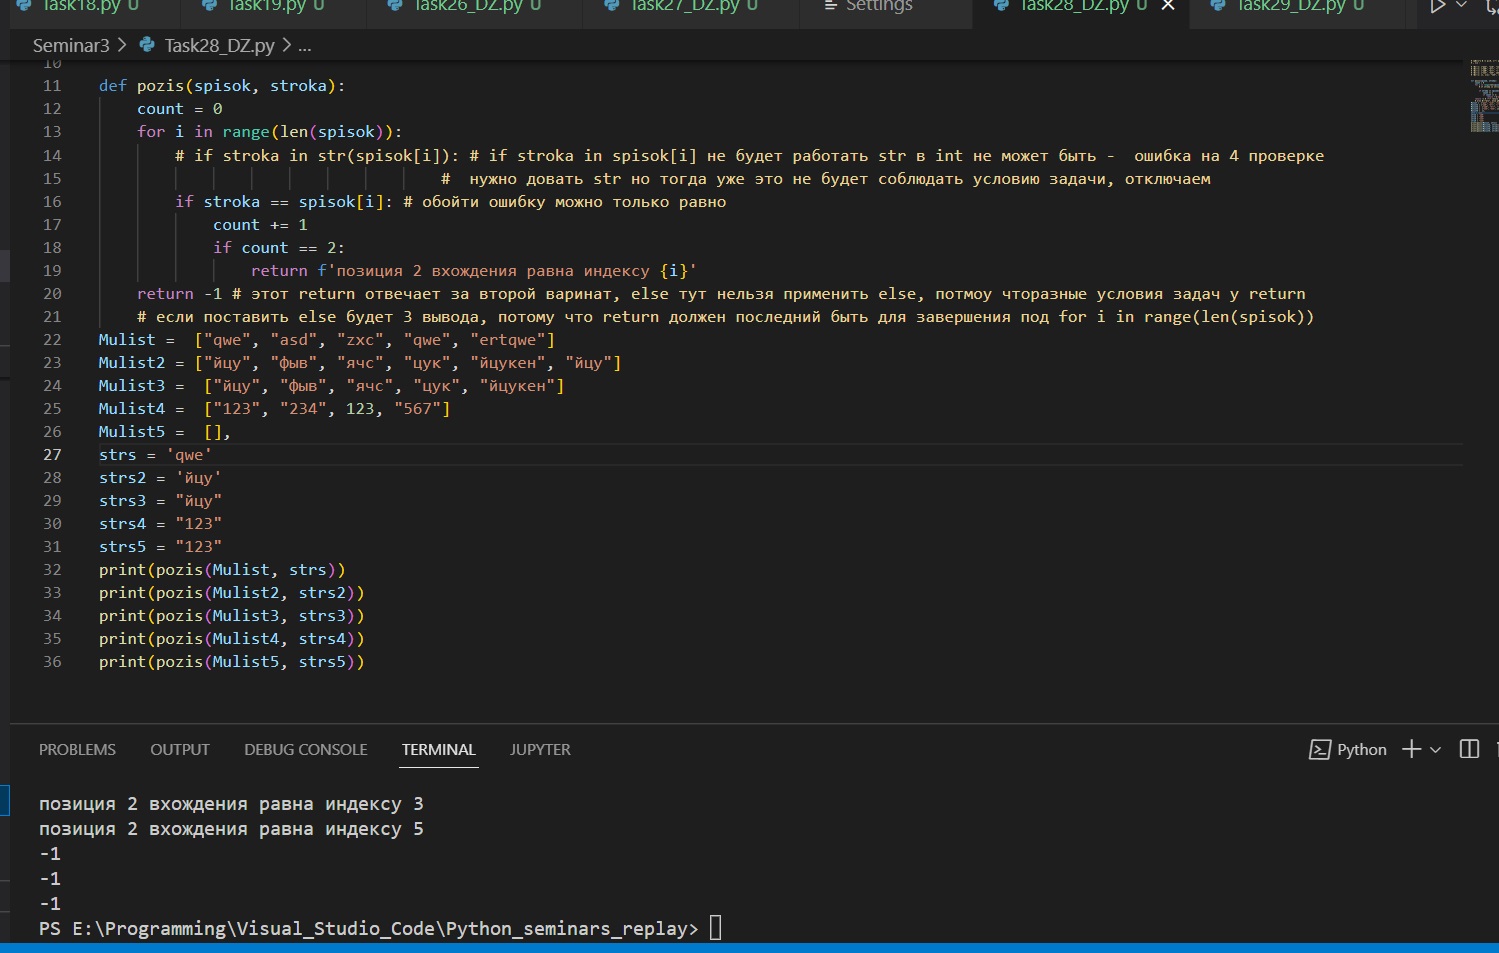 Task18.py U Task19.py U Task26_DZ.py U Task27_DZ.py U Settings Task28_DZ.py U Task29_DZ.py U
Seminar3 > Task28_DZ.py > ...
10
11 def pozis(spisok, stroka):
12 count = 0
13 for i in range(len(spisok)):
14 # if stroka in str(spisok[i]): # if stroka in spisok[i] не будет работать str в int не может быть - ошибка на 4 проверке
15 # нужно довать str но тогда уже это не будет соблюдать условию задачи, отключаем
16 if stroka == spisok[i]: # обойти ошибку можно только равно
17 count += 1
18 if count == 2:
19 return f'позиция 2 вхождения равна индексу {i}'
20 return -1 # этот return отвечает за второй варинат, else тут нельзя применить else, потмоу чторазные условия задач у return
21 # если поставить else будет 3 вывода, потому что return должен последний быть для завершения под for i in range(len(spisok))
22 Mulist = ["qwe", "asd", "zxc", "qwe", "ertqwe"]
23 Mulist2 = ["йцу", "фыв", "ячс", "цук", "йцукен", "йцу"]
24 Mulist3 = ["йцу", "фыв", "ячс", "цук", "йцукен"]
25 Mulist4 = ["123", "234", 123, "567"]
26 Mulist5 = [],
27 strs = 'qwe'
28 strs2 = 'йцу'
29 strs3 = "йцу"
30 strs4 = "123"
31 strs5 = "123"
32 print(pozis(Mulist, strs))
33 print(pozis(Mulist2, strs2))
34 print(pozis(Mulist3, strs3))
35 print(pozis(Mulist4, strs4))
36 print(pozis(Mulist5, strs5))
PROBLEMS OUTPUT DEBUG CONSOLE TERMINAL JUPYTER Python
позиция 2 вхождения равна индексу 3
позиция 2 вхождения равна индексу 5
-1
-1
-1
PS E:\Programming\Visual_Studio_Code\Python_seminars_replay>